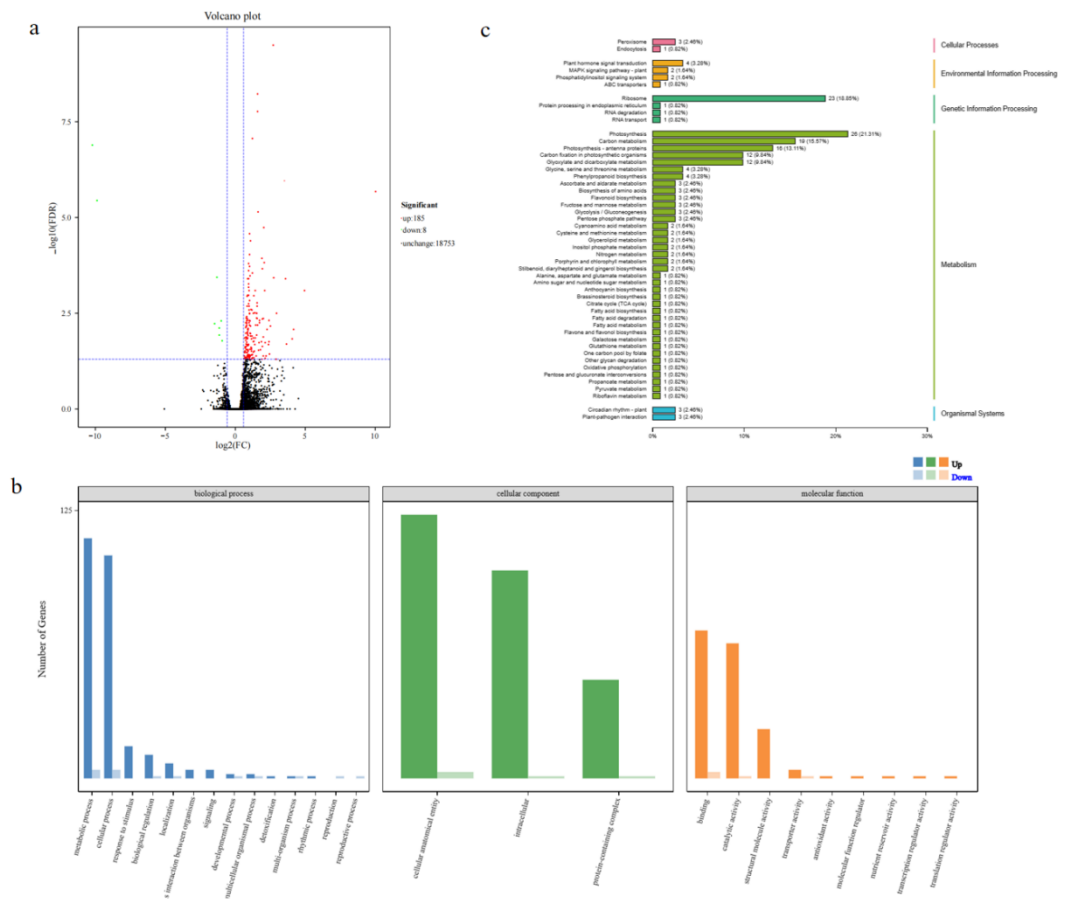 a
Volcano plot
−log10(FDR)
7.5
5.0
2.5
0.0
−10
−5
0
5
10
log2(FC)
Significant
·up:185
·down:8
·unchange:18753
c
Peroxisome 3 (2.46%)
Endocytosis 1 (0.82%)
Cellular Processes
Plant hormone signal transduction 4 (3.28%)
MAPK signaling pathway - plant 2 (1.64%)
Phosphatidylinositol signaling system 2 (1.64%)
ABC transporters 1 (0.82%)
Environmental Information Processing
Ribosome 23 (18.85%)
Protein processing in endoplasmic reticulum 1 (0.82%)
RNA degradation 1 (0.82%)
RNA transport 1 (0.82%)
Genetic Information Processing
Photosynthesis 26 (21.31%)
Carbon metabolism 19 (15.57%)
Photosynthesis - antenna proteins 16 (13.11%)
Carbon fixation in photosynthetic organisms 12 (9.84%)
Glyoxylate and dicarboxylate metabolism 12 (9.84%)
Glycine, serine and threonine metabolism 4 (3.28%)
Phenylpropanoid biosynthesis 4 (3.28%)
Ascorbate and aldarate metabolism 3 (2.46%)
Biosynthesis of amino acids 3 (2.46%)
Flavonoid biosynthesis 3 (2.46%)
Fructose and mannose metabolism 3 (2.46%)
Glycolysis / Gluconeogenesis 3 (2.46%)
Pentose phosphate pathway 3 (2.46%)
Cyanoamino acid metabolism 2 (1.64%)
Cysteine and methionine metabolism 2 (1.64%)
Glycerolipid metabolism 2 (1.64%)
Inositol phosphate metabolism 2 (1.64%)
Nitrogen metabolism 2 (1.64%)
Porphyrin and chlorophyll metabolism 2 (1.64%)
Stilbenoid, diarylheptanoid and gingerol biosynthesis 2 (1.64%)
Alanine, aspartate and glutamate metabolism 1 (0.82%)
Amino sugar and nucleotide sugar metabolism 1 (0.82%)
Anthocyanin biosynthesis 1 (0.82%)
Brassinosteroid biosynthesis 1 (0.82%)
Citrate cycle (TCA cycle) 1 (0.82%)
Fatty acid biosynthesis 1 (0.82%)
Fatty acid degradation 1 (0.82%)
Fatty acid metabolism 1 (0.82%)
Flavone and flavonol biosynthesis 1 (0.82%)
Galactose metabolism 1 (0.82%)
Glutathione metabolism 1 (0.82%)
One carbon pool by folate 1 (0.82%)
Other glycan degradation 1 (0.82%)
Oxidative phosphorylation 1 (0.82%)
Pentose and glucuronate interconversions 1 (0.82%)
Propanoate metabolism 1 (0.82%)
Pyruvate metabolism 1 (0.82%)
Riboflavin metabolism 1 (0.82%)
Metabolism
Circadian rhythm - plant 3 (2.46%)
Plant-pathogen interaction 3 (2.46%)
Organismal Systems
0%
10%
20%
30%
b
Up
Down
biological process
cellular component
molecular function
125
Number of Genes
metabolic process
cellular process
response to stimulus
biological regulation
localization
s interaction between organisms
signaling
developmental process
multicellular organismal process
detoxification
multi-organism process
rhythmic process
reproduction
reproductive process
cellular anatomical entity
intracellular
protein-containing complex
binding
catalytic activity
structural molecule activity
transporter activity
antioxidant activity
molecular function regulator
nutrient reservoir activity
transcription regulator activity
translation regulator activity